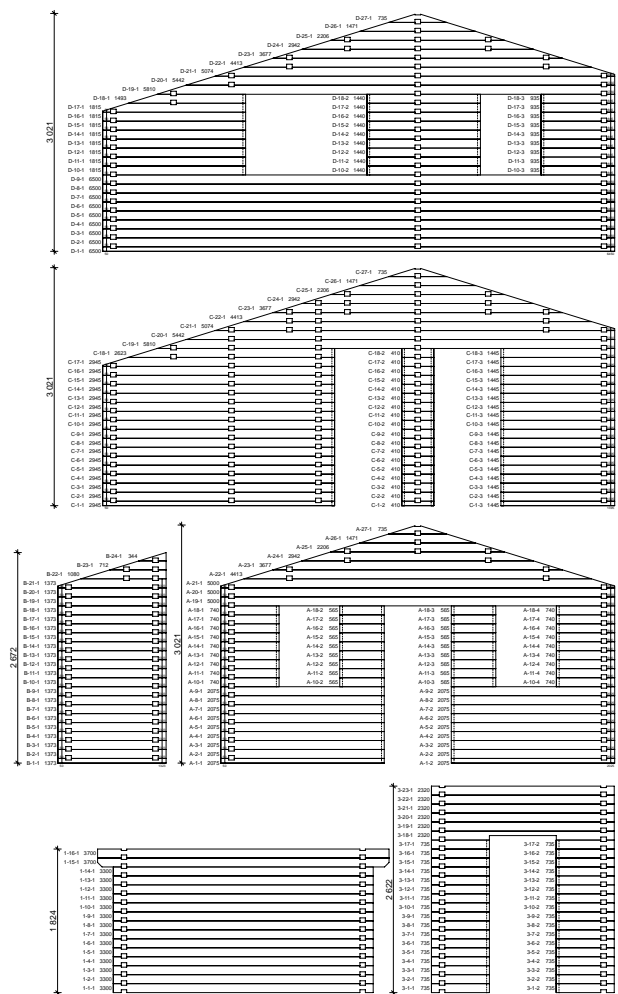 D-27-1 735
D-26-1 1471
D-25-1 2206
D-24-1 2942
D-23-1 3677
D-22-1 4413
D-21-1 5074
D-20-1 5442
D-19-1 5810
D-18-1 1493 D-18-2 1440 D-18-3 935
D-17-1 1815 D-17-2 1440 D-17-3 935
D-16-1 1815 D-16-2 1440 D-16-3 935
D-15-1 1815 D-15-2 1440 D-15-3 935
D-14-1 1815 D-14-2 1440 D-14-3 935
D-13-1 1815 D-13-2 1440 D-13-3 935
D-12-1 1815 D-12-2 1440 D-12-3 935
D-11-1 1815 D-11-2 1440 D-11-3 935
D-10-1 1815 D-10-2 1440 D-10-3 935
D-9-1 6500
D-8-1 6500
D-7-1 6500
D-6-1 6500
D-5-1 6500
D-4-1 6500
D-3-1 6500
D-2-1 6500
D-1-1 6500
3 021
C-27-1 735
C-26-1 1471
C-25-1 2206
C-24-1 2942
C-23-1 3677
C-22-1 4413
C-21-1 5074
C-20-1 5442
C-19-1 5810
C-18-1 2623 C-18-2 410 C-18-3 1445
C-17-1 2945 C-17-2 410 C-17-3 1445
C-16-1 2945 C-16-2 410 C-16-3 1445
C-15-1 2945 C-15-2 410 C-15-3 1445
C-14-1 2945 C-14-2 410 C-14-3 1445
C-13-1 2945 C-13-2 410 C-13-3 1445
C-12-1 2945 C-12-2 410 C-12-3 1445
C-11-1 2945 C-11-2 410 C-11-3 1445
C-10-1 2945 C-10-2 410 C-10-3 1445
C-9-1 2945 C-9-2 410 C-9-3 1445
C-8-1 2945 C-8-2 410 C-8-3 1445
C-7-1 2945 C-7-2 410 C-7-3 1445
C-6-1 2945 C-6-2 410 C-6-3 1445
C-5-1 2945 C-5-2 410 C-5-3 1445
C-4-1 2945 C-4-2 410 C-4-3 1445
C-3-1 2945 C-3-2 410 C-3-3 1445
C-2-1 2945 C-2-2 410 C-2-3 1445
C-1-1 2945 C-1-2 410 C-1-3 1445
3 021
B-24-1 344
B-23-1 712
B-22-1 1080
B-21-1 1373
B-20-1 1373
B-19-1 1373
B-18-1 1373
B-17-1 1373
B-16-1 1373
B-15-1 1373
B-14-1 1373
B-13-1 1373
B-12-1 1373
B-11-1 1373
B-10-1 1373
B-9-1 1373
B-8-1 1373
B-7-1 1373
B-6-1 1373
B-5-1 1373
B-4-1 1373
B-3-1 1373
B-2-1 1373
B-1-1 1373
2 672
A-27-1 735
A-26-1 1471
A-25-1 2206
A-24-1 2942
A-23-1 3677
A-22-1 4413
A-21-1 5000
A-20-1 5000
A-19-1 5000
A-18-1 740 A-18-2 565 A-18-3 565 A-18-4 740
A-17-1 740 A-17-2 565 A-17-3 565 A-17-4 740
A-16-1 740 A-16-2 565 A-16-3 565 A-16-4 740
A-15-1 740 A-15-2 565 A-15-3 565 A-15-4 740
A-14-1 740 A-14-2 565 A-14-3 565 A-14-4 740
A-13-1 740 A-13-2 565 A-13-3 565 A-13-4 740
A-12-1 740 A-12-2 565 A-12-3 565 A-12-4 740
A-11-1 740 A-11-2 565 A-11-3 565 A-11-4 740
A-10-1 740 A-10-2 565 A-10-3 565 A-10-4 740
A-9-1 2075 A-9-2 2075
A-8-1 2075 A-8-2 2075
A-7-1 2075 A-7-2 2075
A-6-1 2075 A-6-2 2075
A-5-1 2075 A-5-2 2075
A-4-1 2075 A-4-2 2075
A-3-1 2075 A-3-2 2075
A-2-1 2075 A-2-2 2075
A-1-1 2075 A-1-2 2075
3 021
1-16-1 3700
1-15-1 3700
1-14-1 3300
1-13-1 3300
1-12-1 3300
1-11-1 3300
1-10-1 3300
1-9-1 3300
1-8-1 3300
1-7-1 3300
1-6-1 3300
1-5-1 3300
1-4-1 3300
1-3-1 3300
1-2-1 3300
1-1-1 3300
1 824
3-23-1 2320
3-22-1 2320
3-21-1 2320
3-20-1 2320
3-19-1 2320
3-18-1 2320
3-17-1 735 3-17-2 735
3-16-1 735 3-16-2 735
3-15-1 735 3-15-2 735
3-14-1 735 3-14-2 735
3-13-1 735 3-13-2 735
3-12-1 735 3-12-2 735
3-11-1 735 3-11-2 735
3-10-1 735 3-10-2 735
3-9-1 735 3-9-2 735
3-8-1 735 3-8-2 735
3-7-1 735 3-7-2 735
3-6-1 735 3-6-2 735
3-5-1 735 3-5-2 735
3-4-1 735 3-4-2 735
3-3-1 735 3-3-2 735
3-2-1 735 3-2-2 735
3-1-1 735 3-1-2 735
2 622